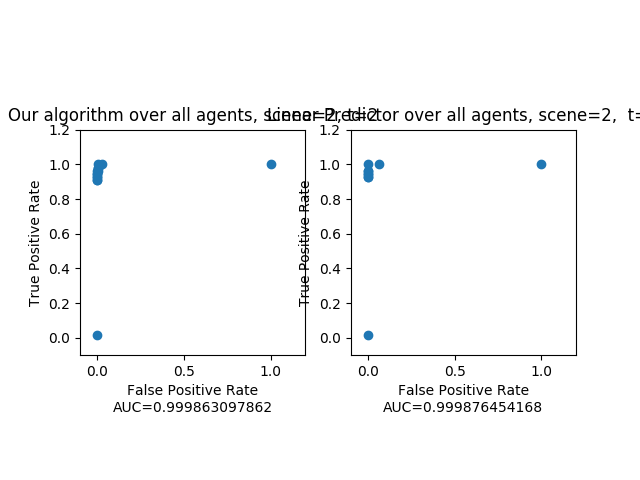 Our algorithm over all agents, scene=2, t=2
Linear Predictor over all agents, scene=2, t=
True Positive Rate
1.2
1.0
0.8
0.6
0.4
0.2
0.0
0.0 0.5 1.0
False Positive Rate
AUC=0.999863097862
True Positive Rate
1.2
1.0
0.8
0.6
0.4
0.2
0.0
0.0 0.5 1.0
False Positive Rate
AUC=0.999876454168